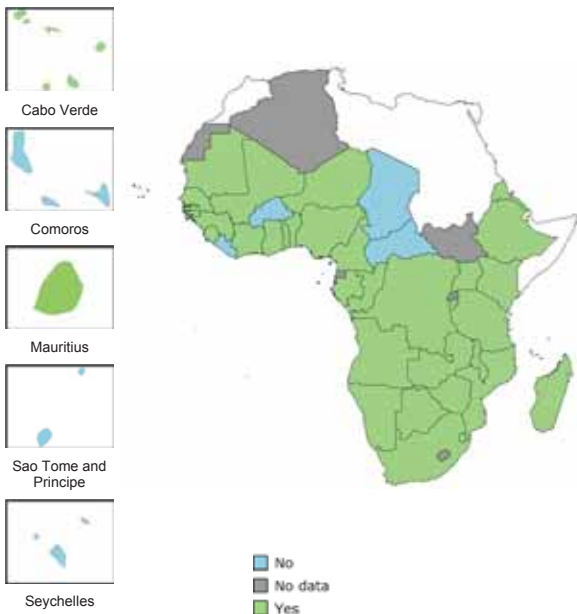 Cabo Verde
Comoros
Mauritius
Sao Tome and
Principe
Seychelles
No
No data
Yes